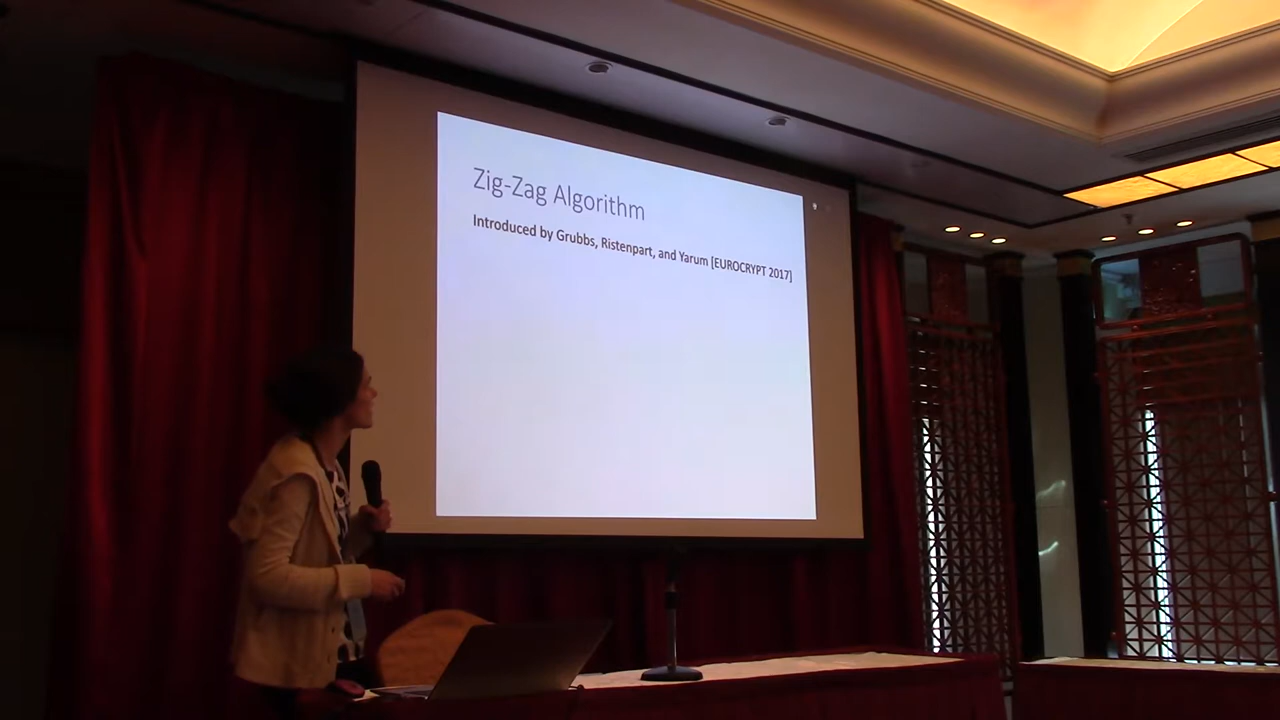 Zig-Zag Algorithm
Introduced by Grubbs, Ristenpart, and Yarum [EUROCRYPT 2017]